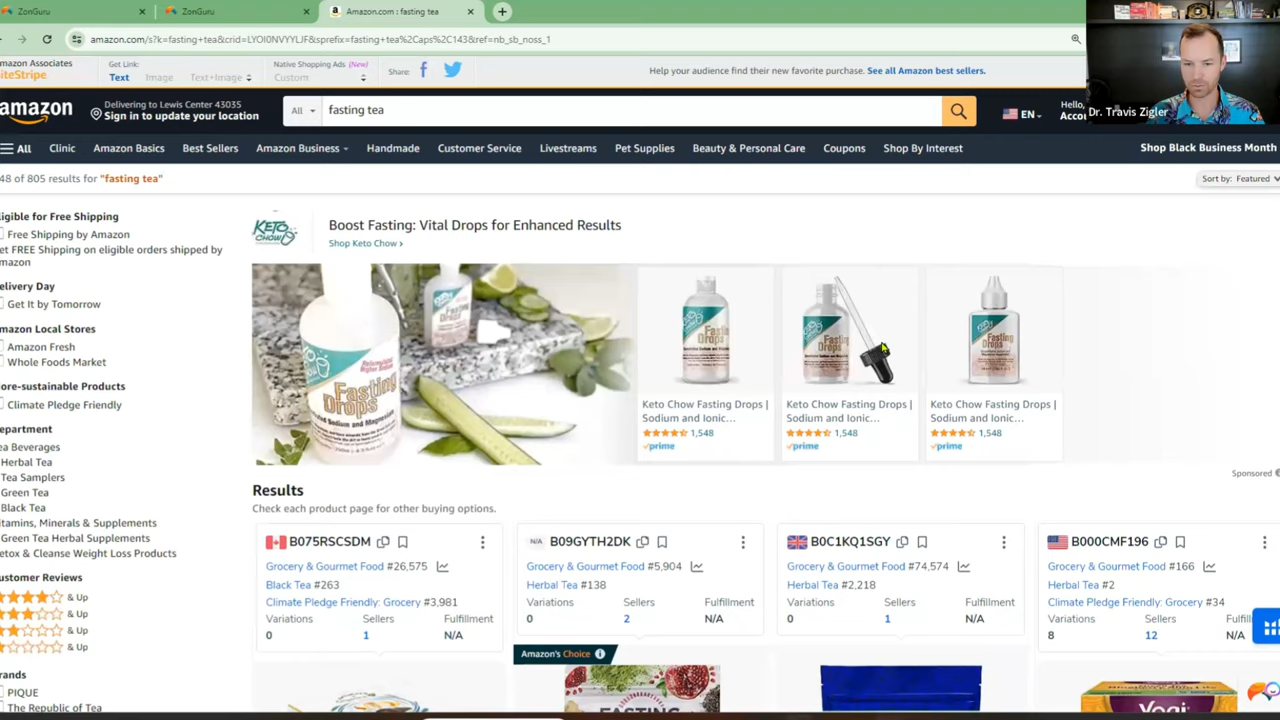 ZonGuru
ZonGuru
Amazon.com : fasting tea
amazon.com/s?k=fasting+tea&crid=LYOI0NVYYLJF&sprefix=fasting+tea%2Caps%2C143&ref=nb_sb_noss_1
mazon Associates
iteStripe
Get Link:
Text Image Text+Image
Native Shopping Ads (New)
Custom
Share:
Help your audience find their new favorite purchase. See all Amazon best sellers.
Dr. Travis Zigler
amazon
Delivering to Lewis Center 43035
Sign in to update your location
All
fasting tea
EN
Hello,
Accou
All Clinic Amazon Basics Best Sellers Amazon Business Handmade Customer Service Livestreams Pet Supplies Beauty & Personal Care Coupons Shop By Interest Shop Black Business Month
48 of 805 results for "fasting tea"
Sort by: Featured
ligible for Free Shipping
Free Shipping by Amazon
et FREE Shipping on eligible orders shipped by
mazon
elivery Day
Get It by Tomorrow
mazon Local Stores
Amazon Fresh
Whole Foods Market
ore-sustainable Products
Climate Pledge Friendly
epartment
ea Beverages
Herbal Tea
Tea Samplers
Green Tea
Black Tea
itamins, Minerals & Supplements
Green Tea Herbal Supplements
etox & Cleanse Weight Loss Products
ustomer Reviews
& Up
& Up
& Up
& Up
rands
PIQUE
The Republic of Tea
KETO
CHOW
Boost Fasting: Vital Drops for Enhanced Results
Shop Keto Chow ›
Fasting
Drops
Keto Chow Fasting Drops |
Sodium and Ionic...
1,548
prime
Keto Chow Fasting Drops |
Sodium and Ionic...
1,548
prime
Keto Chow Fasting Drops |
Sodium and Ionic...
1,548
prime
Sponsored
Results
Check each product page for other buying options.
B075RSCSDM
Grocery & Gourmet Food #26,575
Black Tea #263
Climate Pledge Friendly: Grocery #3,981
Variations Sellers Fulfillment
0 1 N/A
N/A B09GYTH2DK
Grocery & Gourmet Food #5,904
Herbal Tea #138
Variations Sellers Fulfillment
0 2 N/A
Amazon's Choice
FASTING
B0C1KQ1SGY
Grocery & Gourmet Food #74,574
Herbal Tea #2,218
Variations Sellers Fulfillment
0 1 N/A
B000CMF196
Grocery & Gourmet Food #166
Herbal Tea #2
Climate Pledge Friendly: Grocery #34
Variations Sellers Fulfillment
8 12 N/A
Yogi